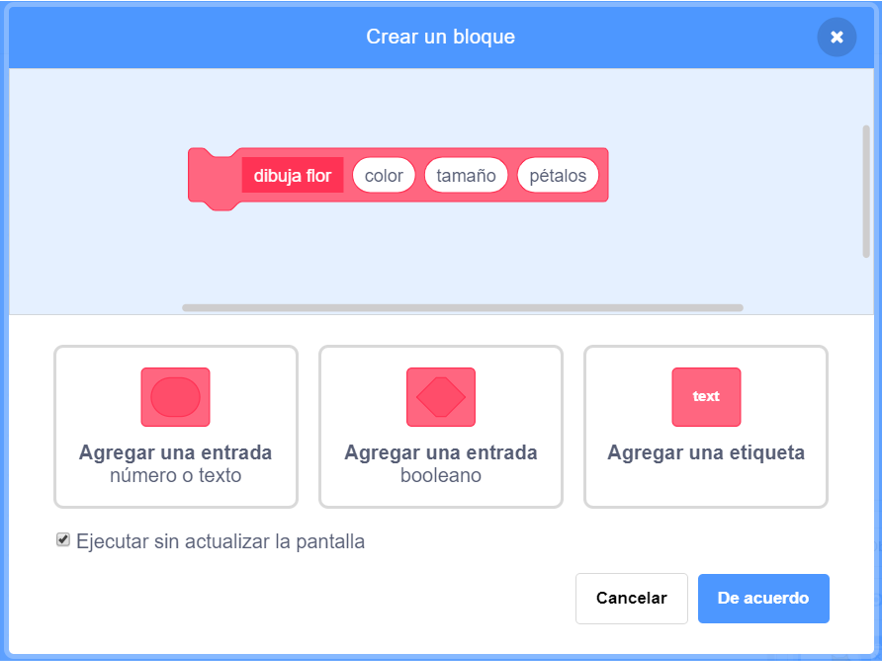 Crear un bloque
dibuja flor color tamaño pétalos
text
Agregar una entrada
número o texto
Agregar una entrada
booleano
Agregar una etiqueta
Ejecutar sin actualizar la pantalla
Cancelar De acuerdo